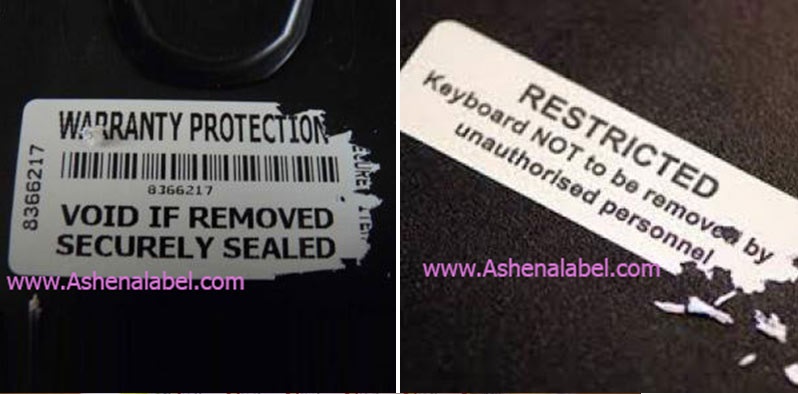 WARRANTY PROTECTION
8366217
8366217
VOID IF REMOVED
SECURELY SEALED
www.Ashenalabel.com
RESTRICTED
Keyboard NOT to be removed by
unauthorised personnel
www.Ashenalabel.com